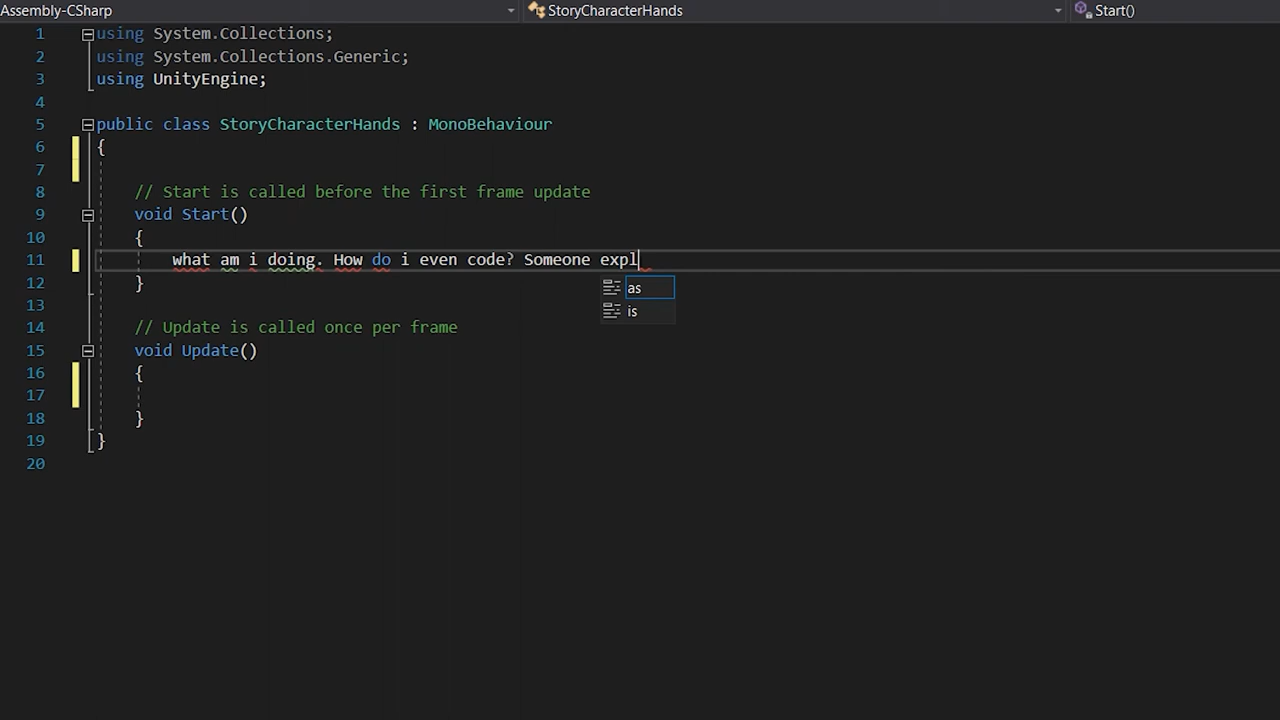 Assembly-CSharp StoryCharacterHands Start()
1 using System.Collections;
2 using System.Collections.Generic;
3 using UnityEngine;
4
5 public class StoryCharacterHands : MonoBehaviour
6 {
7
8 // Start is called before the first frame update
9 void Start()
10 {
11 what am i doing. How do i even code? Someone expl
as
12 }
is
13
14 // Update is called once per frame
15 void Update()
16 {
17
18 }
19 }
20